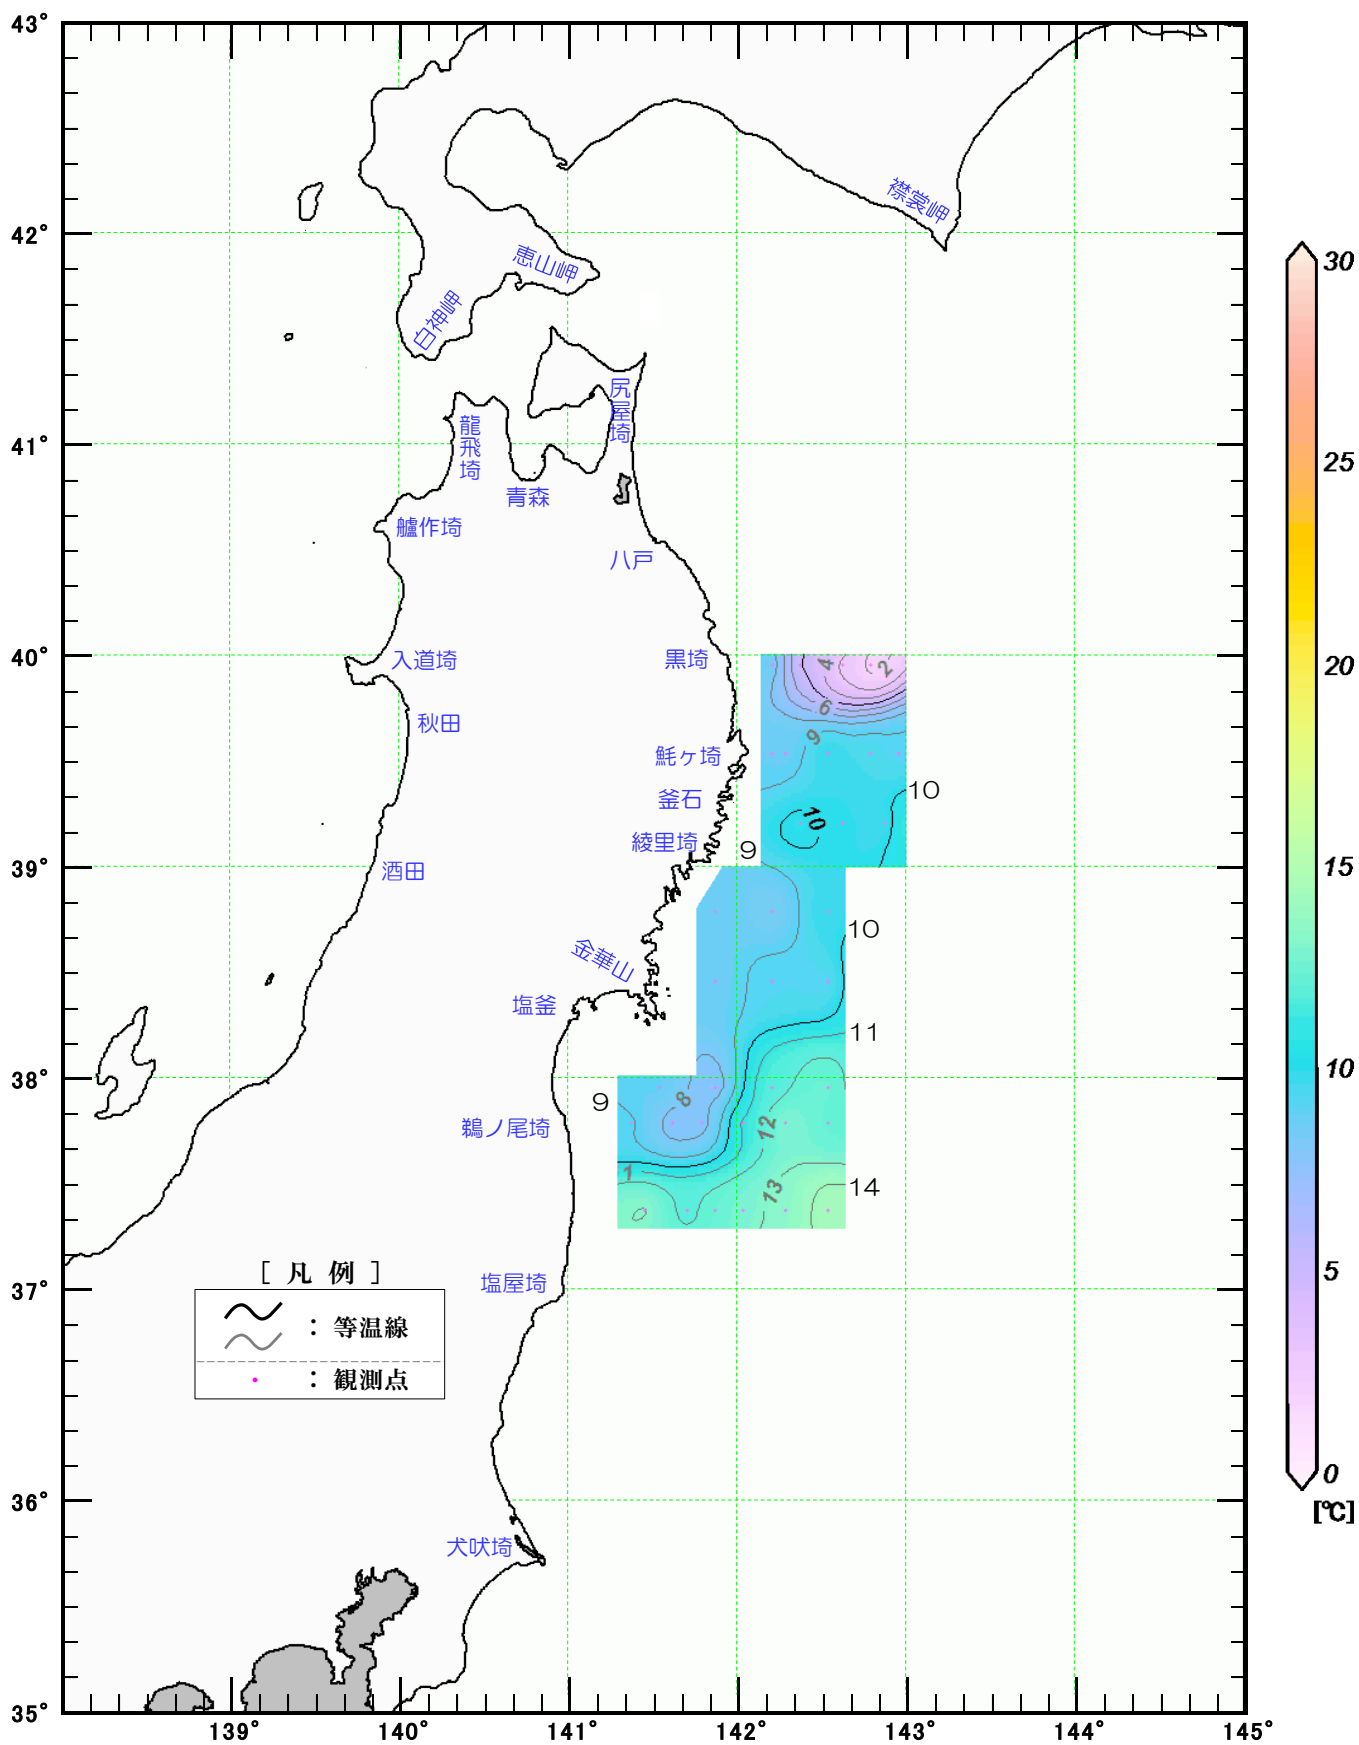 43°
42°
41°
40°
39°
38°
37°
36°
35°
139°
140°
141°
142°
143°
144°
145°
襟裳岬
恵山岬
白神岬
尻屋埼
龍飛埼
青森
艫作埼
八戸
入道埼
黒埼
秋田
魹ヶ埼
釜石
綾里埼
酒田
金華山
塩釜
鵜ノ尾埼
塩屋埼
犬吠埼
4
2
6
9
10
10
9
10
11
9
8
12
1
13
14
[ 凡 例 ]
：等温線
：観測点
30
25
20
15
10
5
0
[℃]